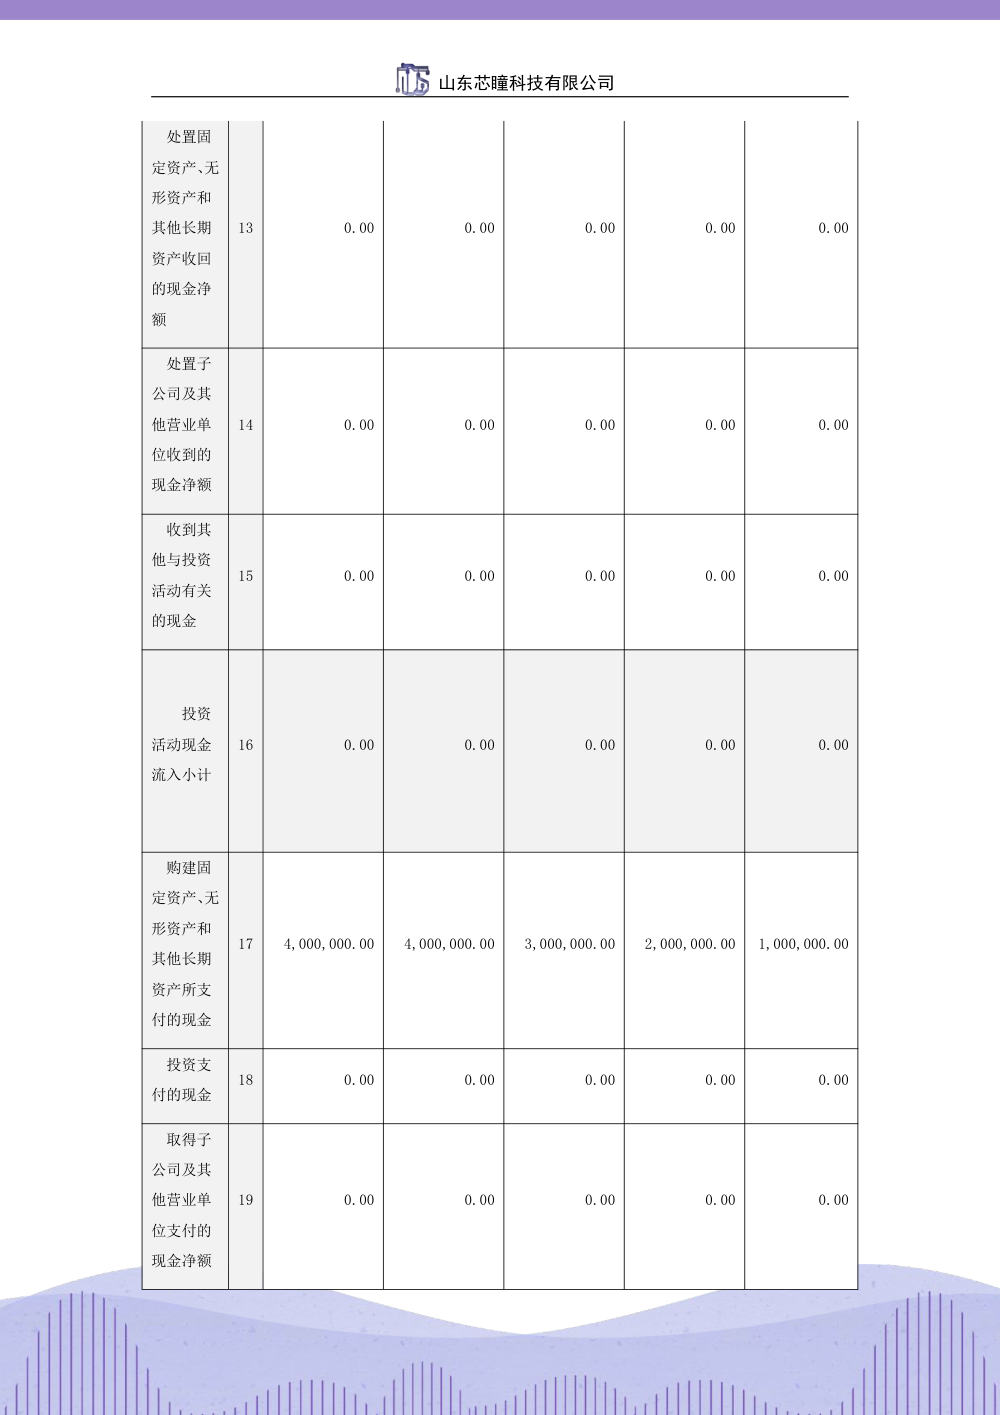 山东芯瞳科技有限公司
处置固
定资产、无
形资产和
其他长期
资产收回
的现金净
额
13 0.00 0.00 0.00 0.00 0.00
处置子
公司及其
他营业单
位收到的
现金净额
14 0.00 0.00 0.00 0.00 0.00
收到其
他与投资
活动有关
的现金
15 0.00 0.00 0.00 0.00 0.00
投资
活动现金
流入小计
16 0.00 0.00 0.00 0.00 0.00
购建固
定资产、无
形资产和
其他长期
资产所支
付的现金
17 4,000,000.00 4,000,000.00 3,000,000.00 2,000,000.00 1,000,000.00
投资支
付的现金
18 0.00 0.00 0.00 0.00 0.00
取得子
公司及其
他营业单
位支付的
现金净额
19 0.00 0.00 0.00 0.00 0.00